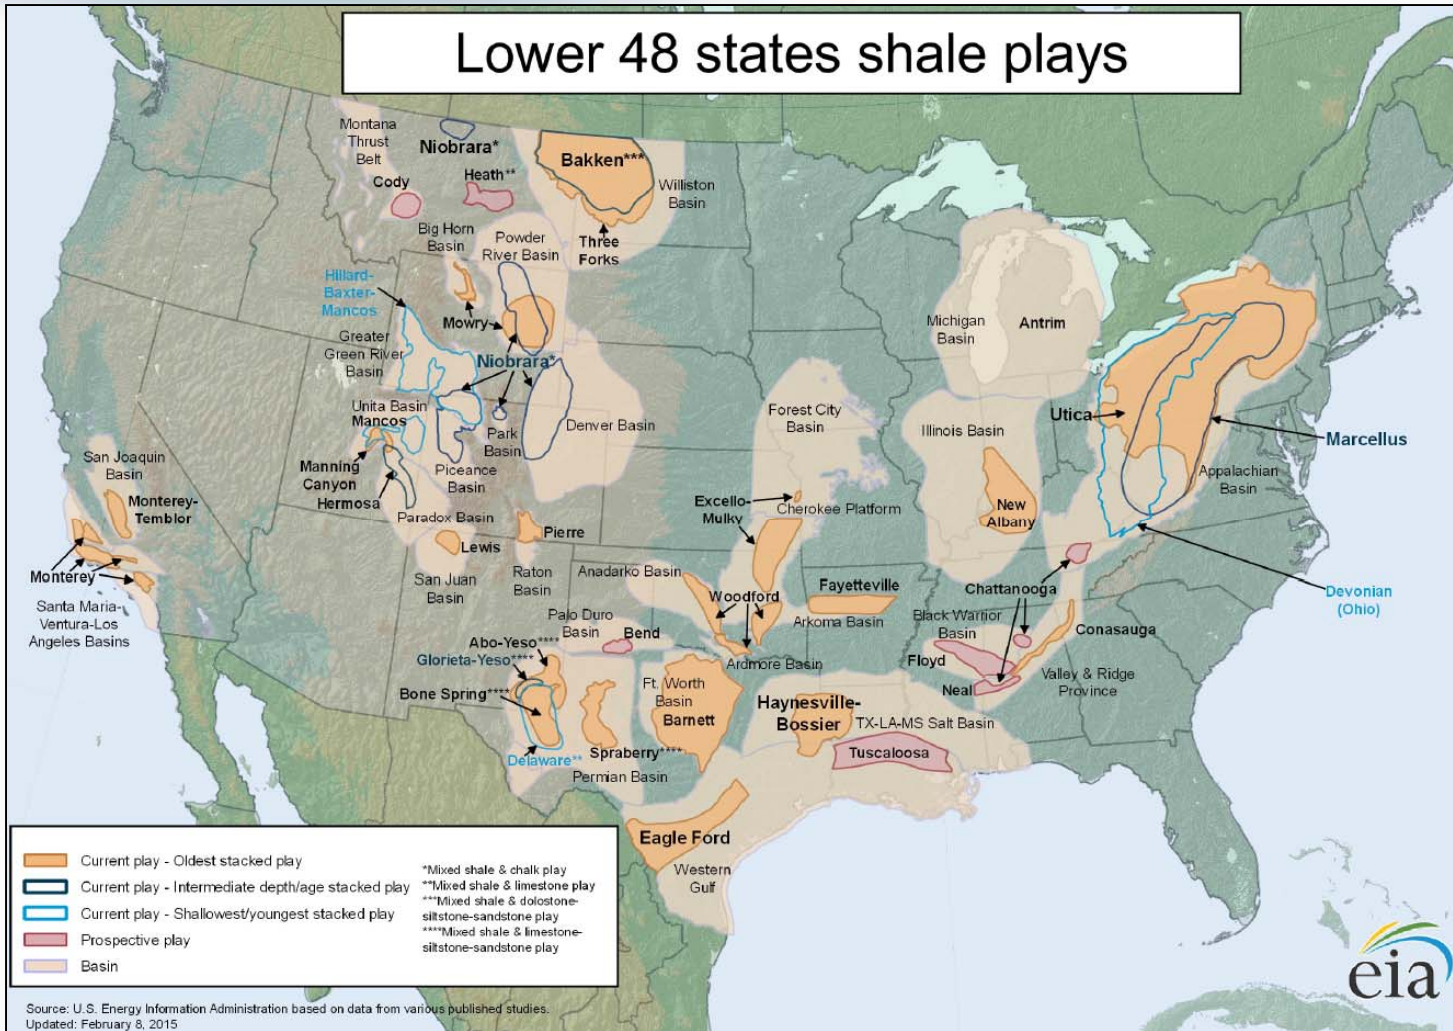 Lower 48 states shale plays
Montana
Thrust
Belt
Niobrara*
Bakken***
Cody
Heath**
Williston
Basin
Big Horn
Basin
Powder
River Basin
Three
Forks
Hillard-
Baxter-
Mancos
Mowry
Greater
Green River
Basin
Niobrara*
Michigan
Basin
Antrim
Unita Basin
Mancos
Park
Basin
Denver Basin
Forest City
Basin
Illinois Basin
Utica
Marcellus
Appalachian
Basin
San Joaquin
Basin
Monterey-
Temblor
Manning
Canyon
Hermosa
Piceance
Basin
Paradox Basin
Excello-
Mulky
Cherokee Platform
New
Albany
Lewis
Pierre
Monterey
San Juan
Basin
Raton
Basin
Anadarko Basin
Woodford
Fayetteville
Arkoma Basin
Chattanooga
Devonian
(Ohio)
Santa Maria-
Ventura-Los
Angeles Basins
Palo Duro
Basin
Bend
Black Warrior
Basin
Conasauga
Abo-Yeso****
Glorieta-Yeso****
Ardmore Basin
Floyd
Neal
Valley & Ridge
Province
Bone Spring****
Ft. Worth
Basin
Barnett
Haynesville-
Bossier
TX-LA-MS Salt Basin
Tuscaloosa
Delaware**
Spraberry****
Permian Basin
Eagle Ford
Western
Gulf
Current play - Oldest stacked play
Current play - Intermediate depth/age stacked play
Current play - Shallowest/youngest stacked play
Prospective play
Basin
*Mixed shale & chalk play
**Mixed shale & limestone play
***Mixed shale & dolostone-
siltstone-sandstone play
****Mixed shale & limestone-
siltstone-sandstone play
eia
Source: U.S. Energy Information Administration based on data from various published studies.
Updated: February 8, 2015